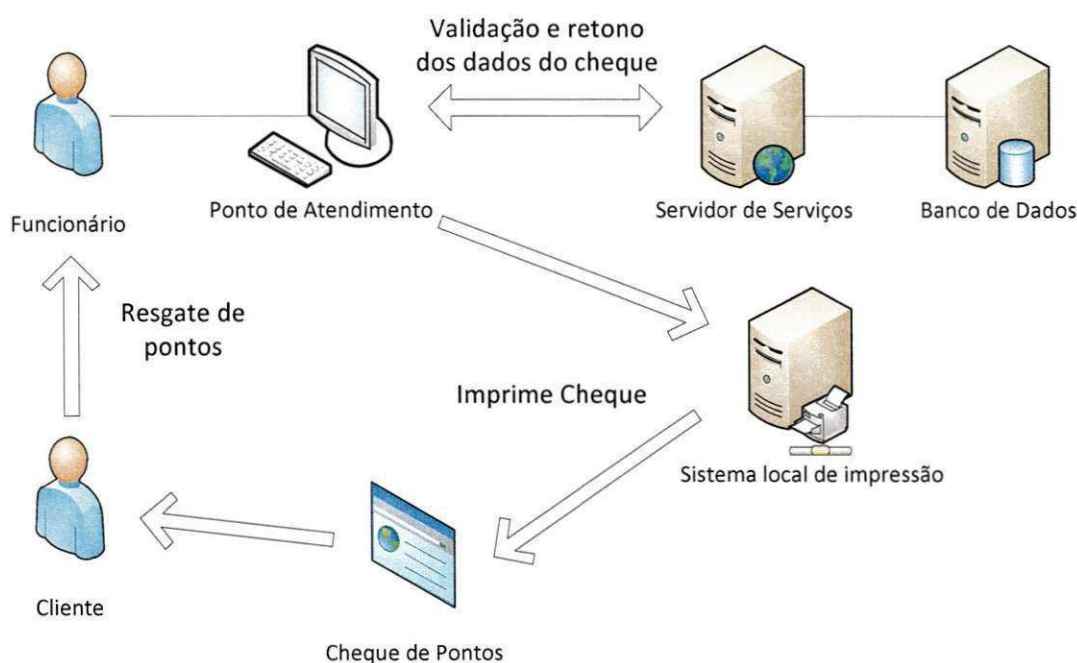 Validação e retono
dos dados do cheque
Funcionário
Ponto de Atendimento
Servidor de Serviços
Banco de Dados
Resgate de
pontos
Imprime Cheque
Sistema local de impressão
Cliente
Cheque de Pontos